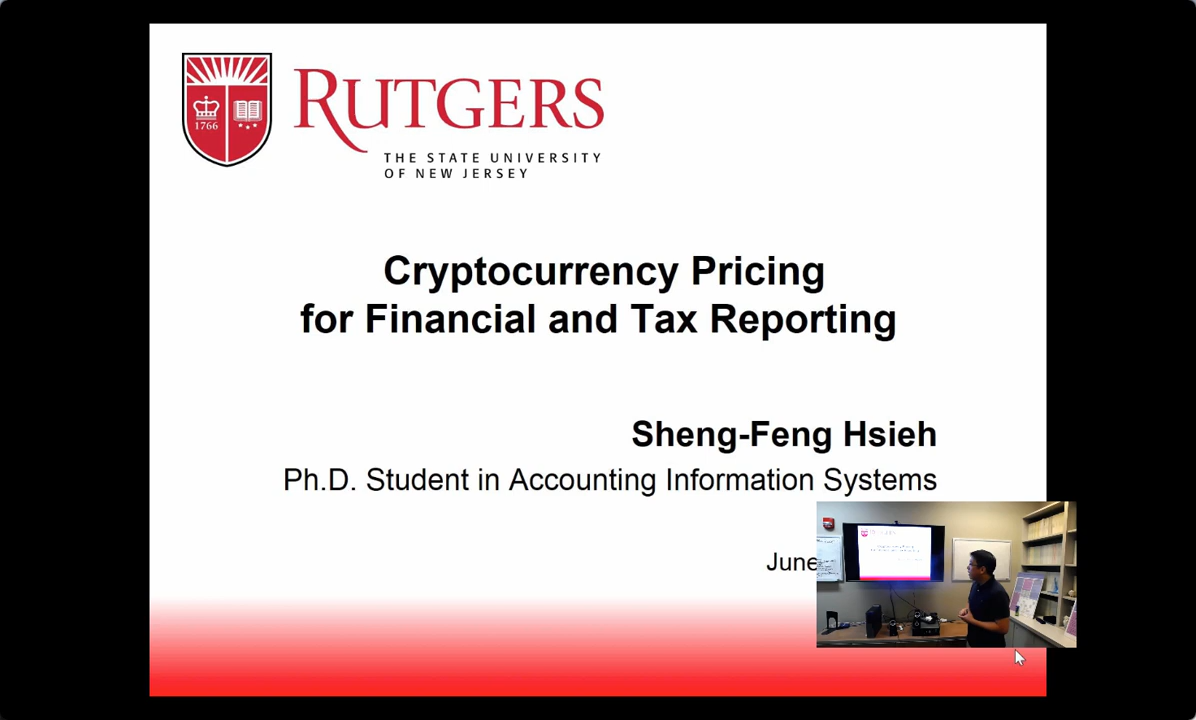 1766
RUTGERS
THE STATE UNIVERSITY
OF NEW JERSEY
Cryptocurrency Pricing
for Financial and Tax Reporting
Sheng-Feng Hsieh
Ph.D. Student in Accounting Information Systems
June
RUTGERS